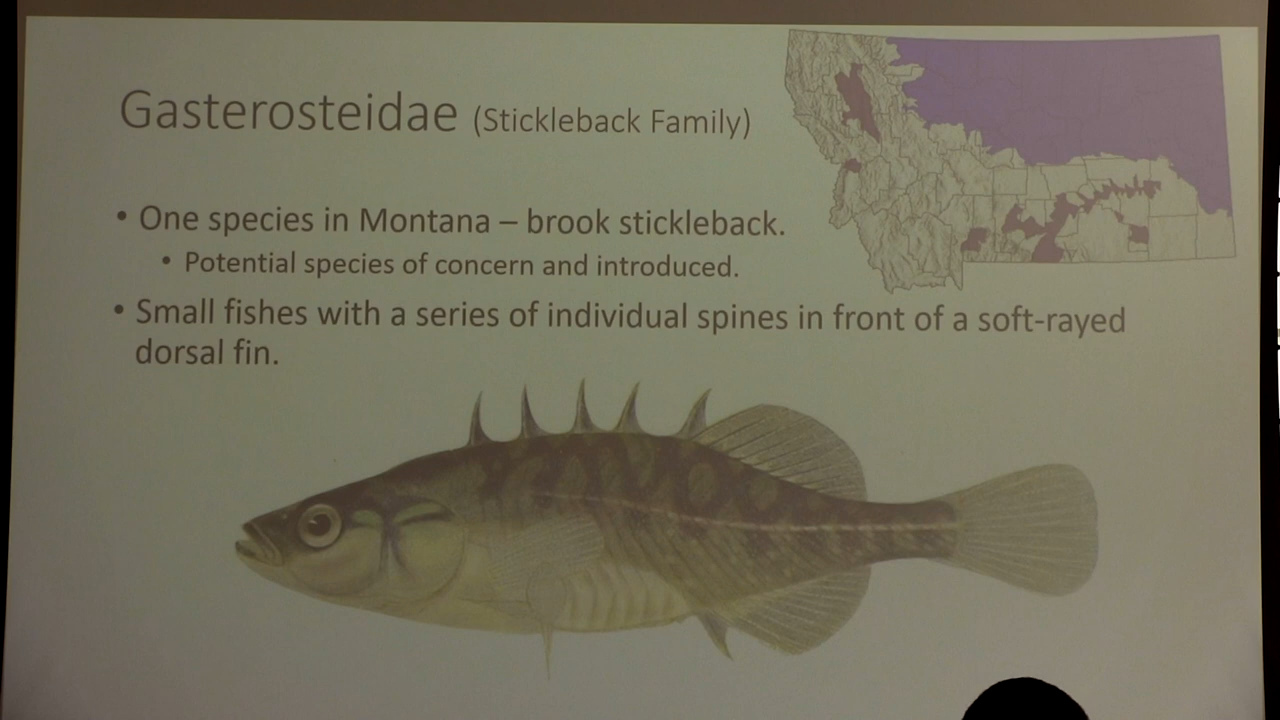 Gasterosteidae (Stickleback Family)
• One species in Montana – brook stickleback.
• Potential species of concern and introduced.
• Small fishes with a series of individual spines in front of a soft-rayed
dorsal fin.